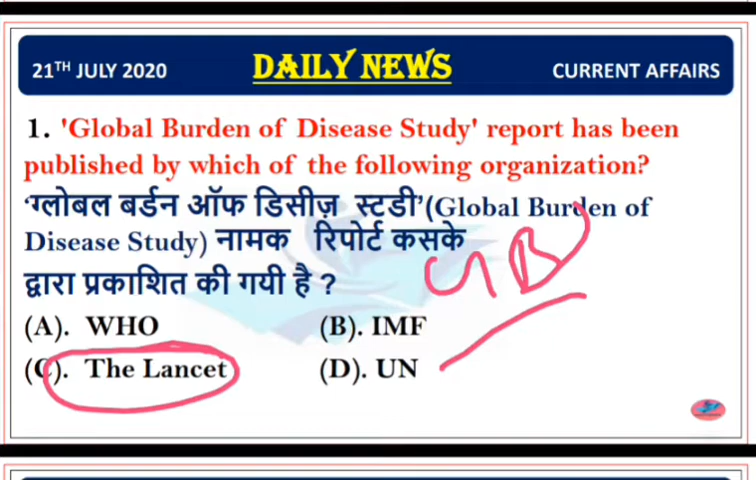 21TH JULY 2020
DAILY NEWS
CURRENT AFFAIRS
1. 'Global Burden of Disease Study' report has been
published by which of the following organization?
'ग्लोबल बर्डन ऑफ डिसीज़ स्टडी'(Global Burden of
Disease Study) नामक रिपोर्ट कसके
द्वारा प्रकाशित की गयी है ?
(A). WHO
(B). IMF
(C). The Lancet
(D). UN